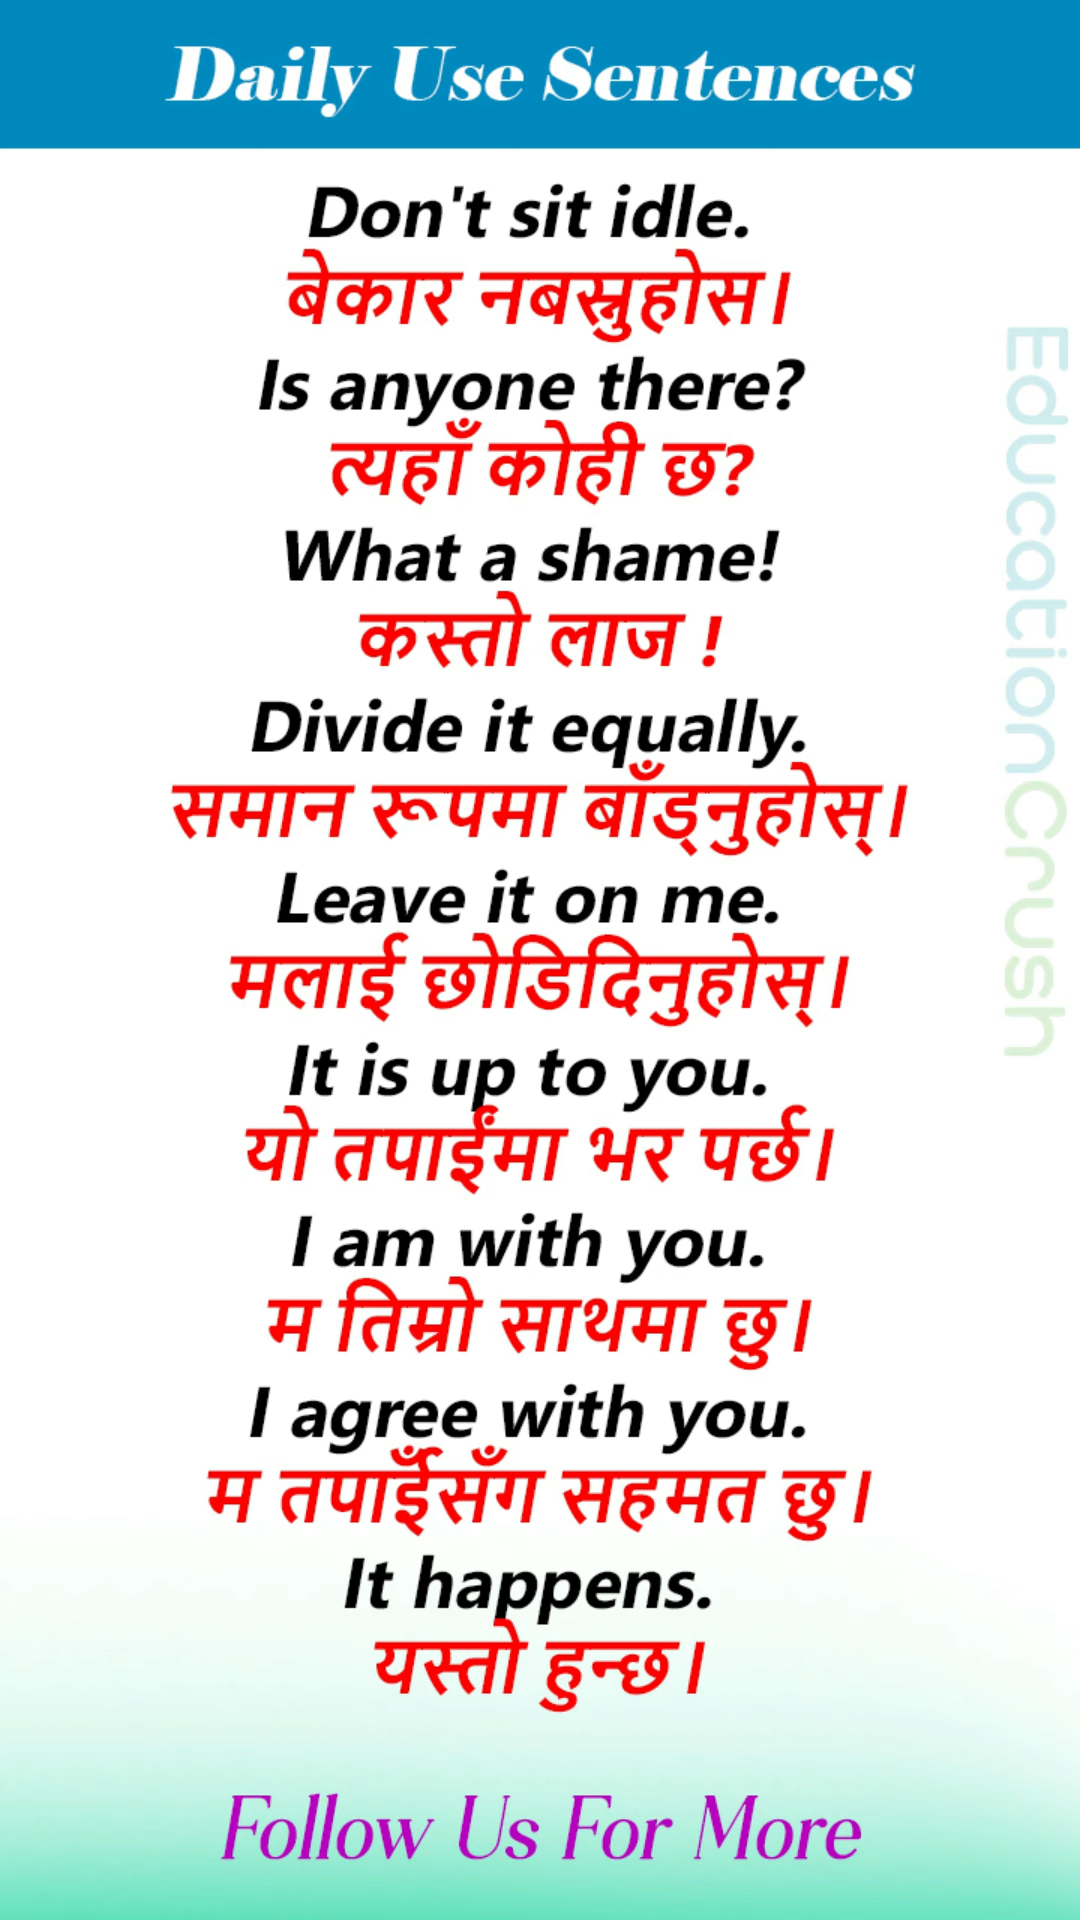 Daily Use Sentences
Don't sit idle.
बेकार नबस्नुहोस।
Is anyone there?
त्यहाँ कोही छ?
What a shame!
कस्तो लाज !
Divide it equally.
समान रूपमा बाँड्नुहोस्।
Leave it on me.
मलाई छोडिदिनुहोस्।
It is up to you.
यो तपाईंमा भर पर्छ।
I am with you.
म तिम्रो साथमा छु।
I agree with you.
म तपाईँसँग सहमत छु।
It happens.
यस्तो हुन्छ।
Follow Us For More
EducationCrush